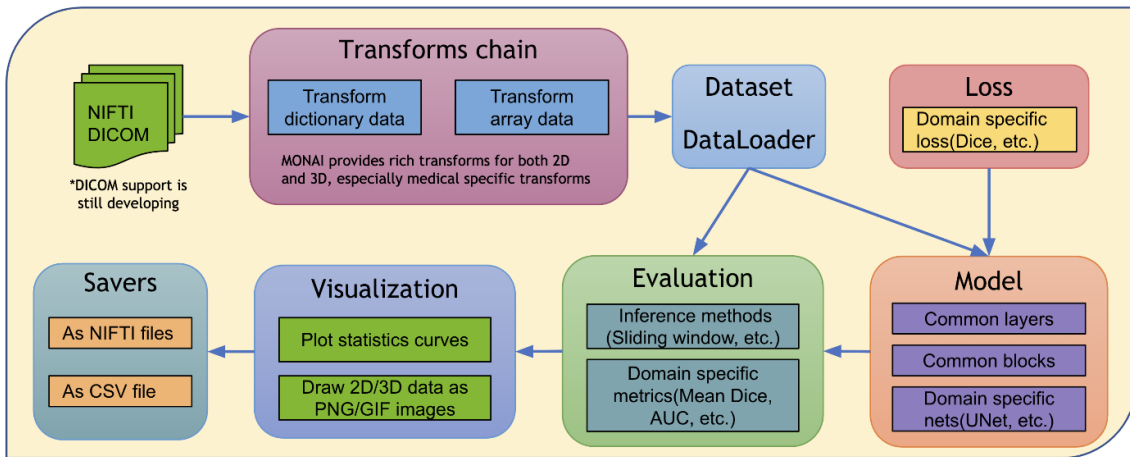 Transforms chain
NIFTI
DICOM
*DICOM support is
still developing
Transform
dictionary data
Transform
array data
MONAI provides rich transforms for both 2D
and 3D, especially medical specific transforms
Dataset
DataLoader
Loss
Domain specific
loss(Dice, etc.)
Savers
As NIFTI files
As CSV file
Visualization
Plot statistics curves
Draw 2D/3D data as
PNG/GIF images
Evaluation
Inference methods
(Sliding window, etc.)
Domain specific
metrics(Mean Dice,
AUC, etc.)
Model
Common layers
Common blocks
Domain specific
nets(UNet, etc.)